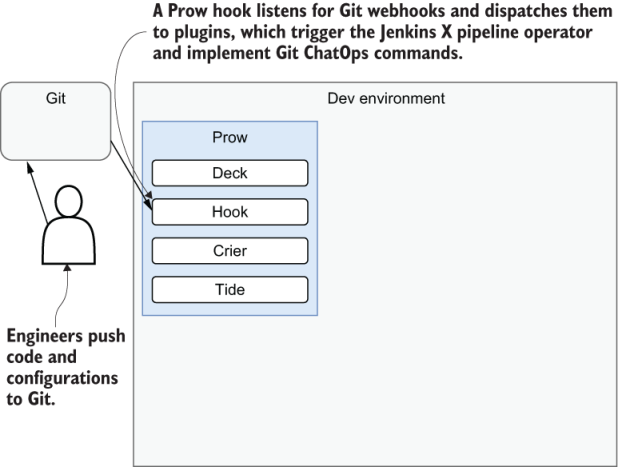 A Prow hook listens for Git webhooks and dispatches them
to plugins, which trigger the Jenkins X pipeline operator
and implement Git ChatOps commands.
Git
Dev environment
Prow
Deck
Hook
Crier
Tide
Engineers push
code and
configurations
to Git.